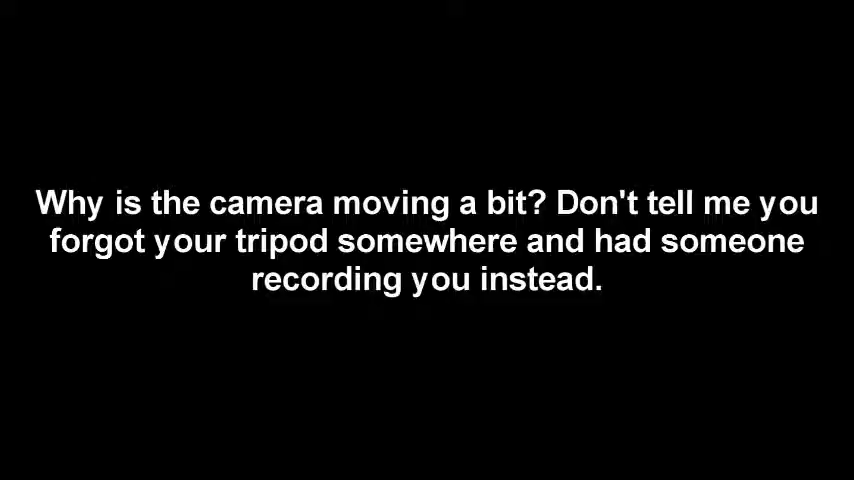 Why is the camera moving a bit? Don't tell me you
forgot your tripod somewhere and had someone
recording you instead.